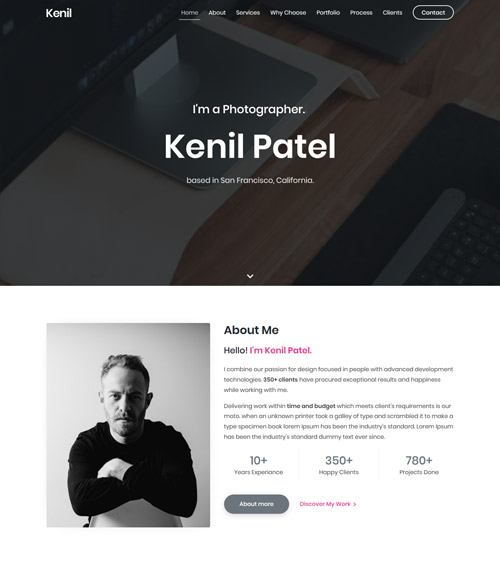 Kenil
Home About Services Why Choose Portfolio Process Clients Contact
I'm a Photographer.
Kenil Patel
based in San Francisco, California.
About Me
Hello! I'm Kenil Patel.
I combine our passion for design focused in people with advanced development
technologies. 350+ clients have procured exceptional results and happiness
while working with me.
Delivering work within time and budget which meets client's requirements is our
moto. when an unknown printer took a galley of type and scrambled it to make a
type specimen book lorem Ipsum has been the industry's standard. Lorem Ipsum
has been the industry's standard dummy text ever since.
10+ 350+ 780+
Years Experiance Happy Clients Projects Done
About more Discover My Work